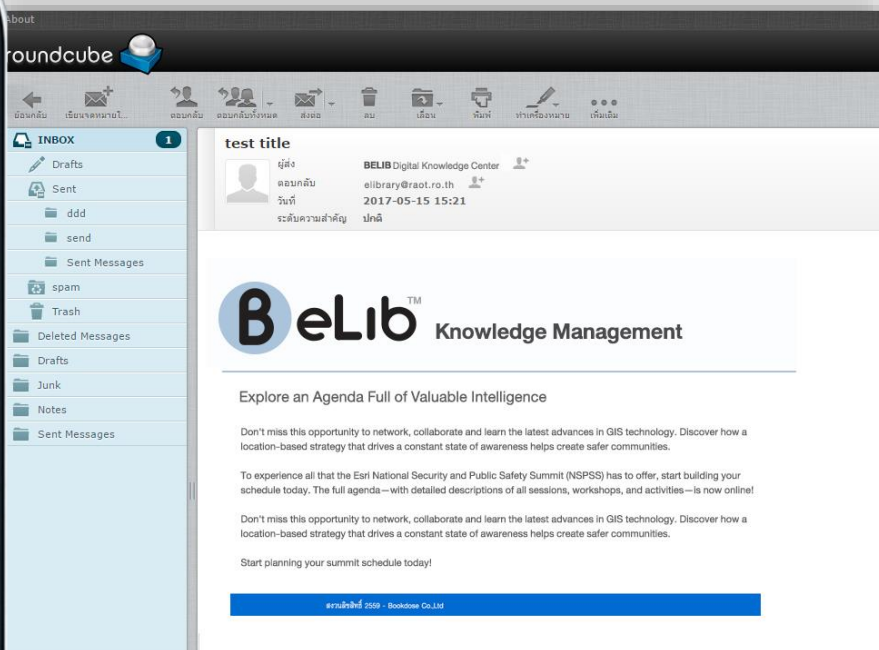 About
roundcube
ย้อนกลับ เขียนจดหมายใ... ตอบกลับ ตอบกลับทั้งหมด ส่งต่อ ลบ เลื่อน พิมพ์ ทำเครื่องหมาย เพิ่มเติม
INBOX 1
Drafts
Sent
ddd
send
Sent Messages
spam
Trash
Deleted Messages
Drafts
Junk
Notes
Sent Messages
test title
ผู้ส่ง BELIB Digital Knowledge Center
ตอบกลับ elibrary@raot.ro.th
วันที่ 2017-05-15 15:21
ระดับความสำคัญ ปกติ
BeLib™ Knowledge Management
Explore an Agenda Full of Valuable Intelligence
Don't miss this opportunity to network, collaborate and learn the latest advances in GIS technology. Discover how a
location-based strategy that drives a constant state of awareness helps create safer communities.
To experience all that the Esri National Security and Public Safety Summit (NSPSS) has to offer, start building your
schedule today. The full agenda—with detailed descriptions of all sessions, workshops, and activities—is now online!
Don't miss this opportunity to network, collaborate and learn the latest advances in GIS technology. Discover how a
location-based strategy that drives a constant state of awareness helps create safer communities.
Start planning your summit schedule today!
สงวนลิขสิทธิ์ 2559 - Bookdose Co.,Ltd